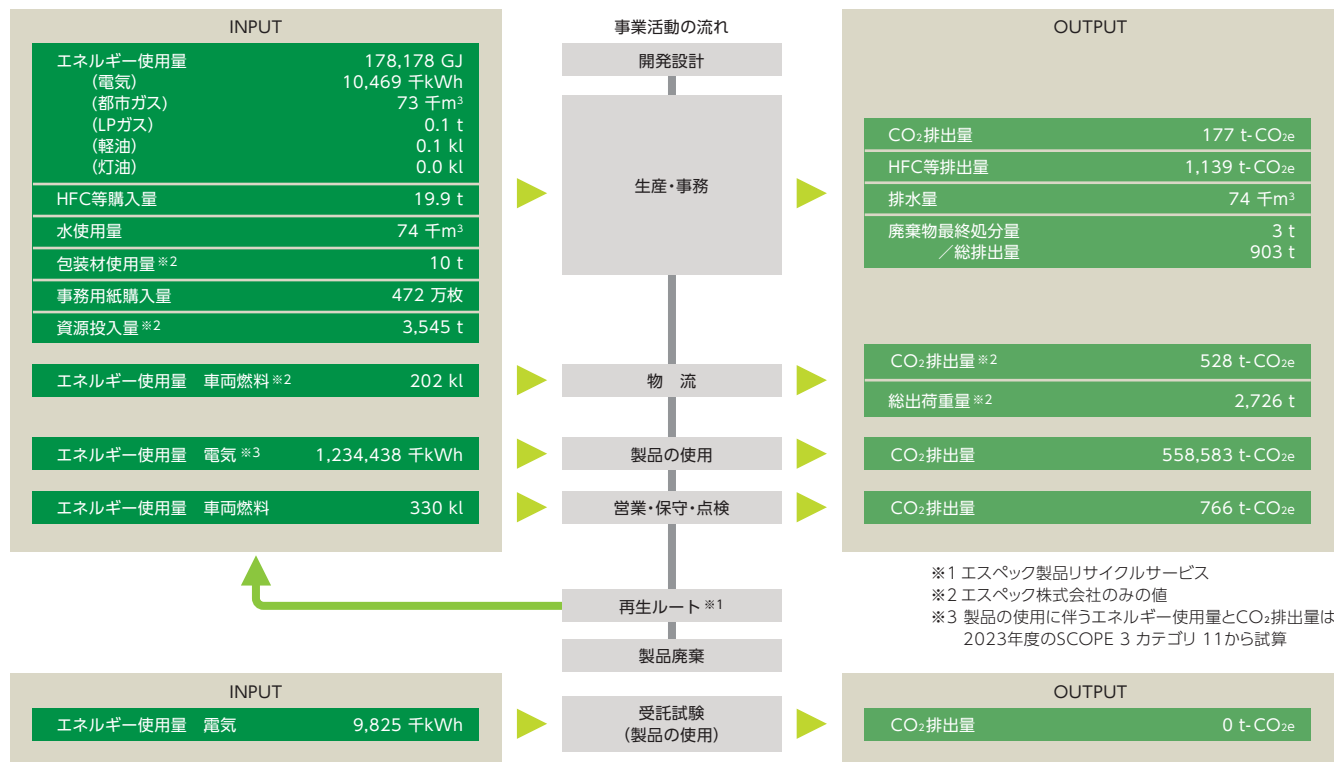 INPUT
エネルギー使用量 178,178 GJ
(電気) 10,469 千kWh
(都市ガス) 73 千m³
(LPガス) 0.1 t
(軽油) 0.1 kl
(灯油) 0.0 kl
HFC等購入量 19.9 t
水使用量 74 千m³
包装材使用量※2 10 t
事務用紙購入量 472 万枚
資源投入量※2 3,545 t
エネルギー使用量 車両燃料※2 202 kl
エネルギー使用量 電気※3 1,234,438 千kWh
エネルギー使用量 車両燃料 330 kl
事業活動の流れ
開発設計
生産・事務
物 流
製品の使用
営業・保守・点検
再生ルート※1
製品廃棄
OUTPUT
CO₂排出量 177 t-CO₂e
HFC等排出量 1,139 t-CO₂e
排水量 74 千m³
廃棄物最終処分量 3 t
／総排出量 903 t
CO₂排出量※2 528 t-CO₂e
総出荷重量※2 2,726 t
CO₂排出量 558,583 t-CO₂e
CO₂排出量 766 t-CO₂e
※1 エスペック製品リサイクルサービス
※2 エスペック株式会社のみの値
※3 製品の使用に伴うエネルギー使用量とCO₂排出量は
2023年度のSCOPE 3 カテゴリ 11から試算
INPUT
エネルギー使用量 電気 9,825 千kWh
受託試験
(製品の使用)
OUTPUT
CO₂排出量 0 t-CO₂e